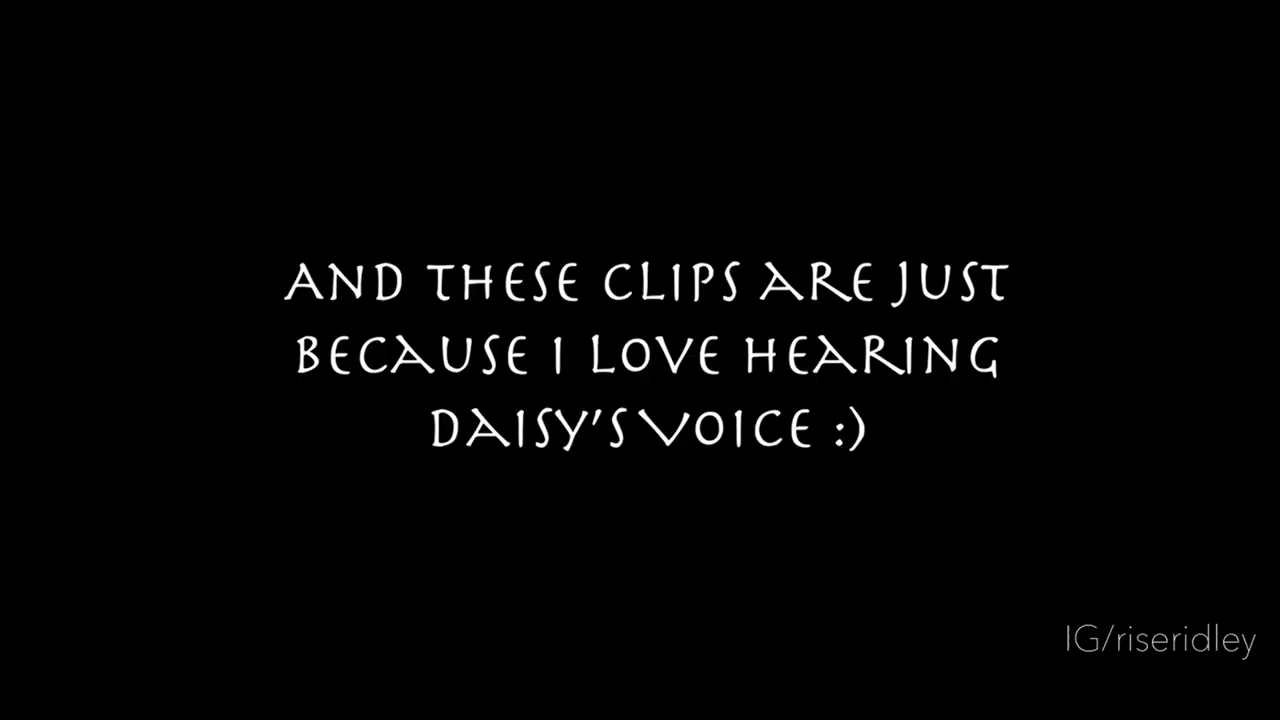 AND THESE CLIPS ARE JUST
BECAUSE I LOVE HEARING
DAISY'S VOICE :)
IG/riseridley